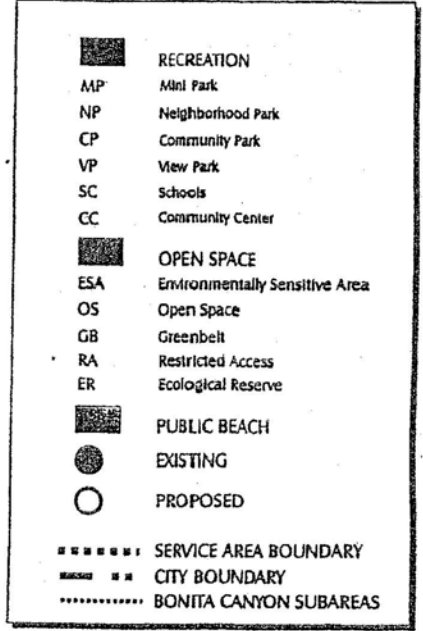 RECREATION
MP Mini Park
NP Neighborhood Park
CP Community Park
VP View Park
SC Schools
CC Community Center
OPEN SPACE
ESA Environmentally Sensitive Area
OS Open Space
GB Greenbelt
RA Restricted Access
ER Ecological Reserve
PUBLIC BEACH
EXISTING
PROPOSED
SERVICE AREA BOUNDARY
CITY BOUNDARY
BONITA CANYON SUBAREAS